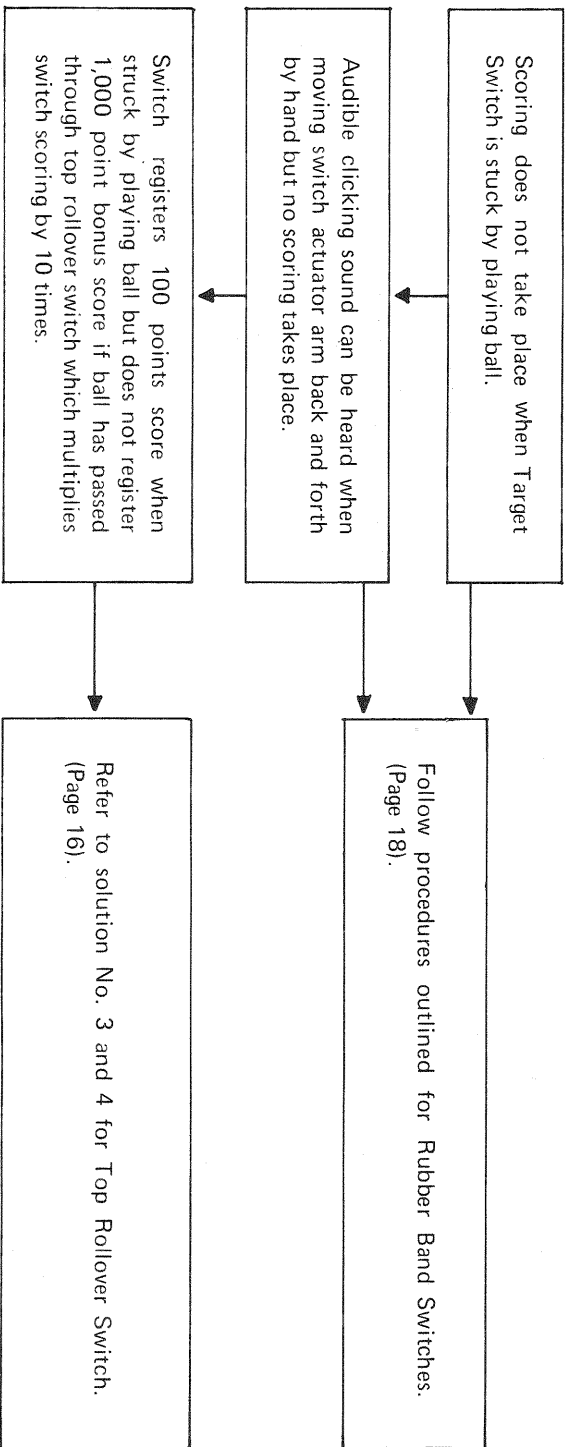 Scoring does not take place when Target
Switch is stuck by playing ball.
Audible clicking sound can be heard when
moving switch actuator arm back and forth
by hand but no scoring takes place.
Switch registers 100 points score when
struck by playing ball but does not register
1,000 point bonus score if ball has passed
through top rollover switch which multiplies
switch scoring by 10 times.
Follow procedures outlined for Rubber Band Switches.
(Page 18).
Refer to solution No. 3 and 4 for Top Rollover Switch.
(Page 16).